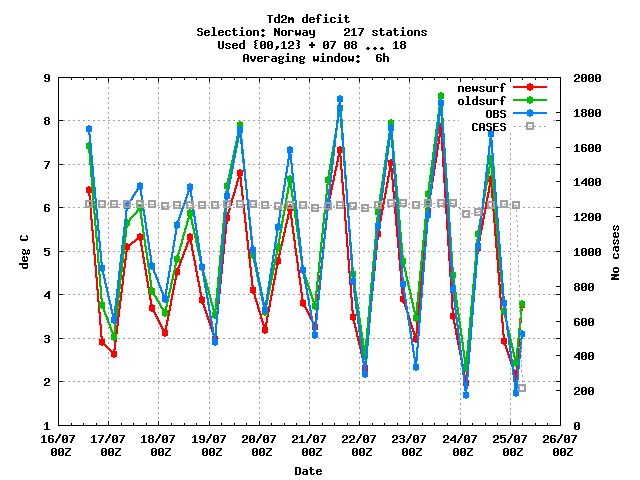 Td2m deficit
Selection: Norway    217 stations
Used {00,12} + 07 08 ... 18
Averaging window:  6h
newsurf
oldsurf
OBS
CASES
9
8
7
6
5
4
3
2
1
deg C
2000
1800
1600
1400
1200
1000
800
600
400
200
0
No cases
16/07 17/07 18/07 19/07 20/07 21/07 22/07 23/07 24/07 25/07 26/07
00Z 00Z 00Z 00Z 00Z 00Z 00Z 00Z 00Z 00Z 00Z
Date